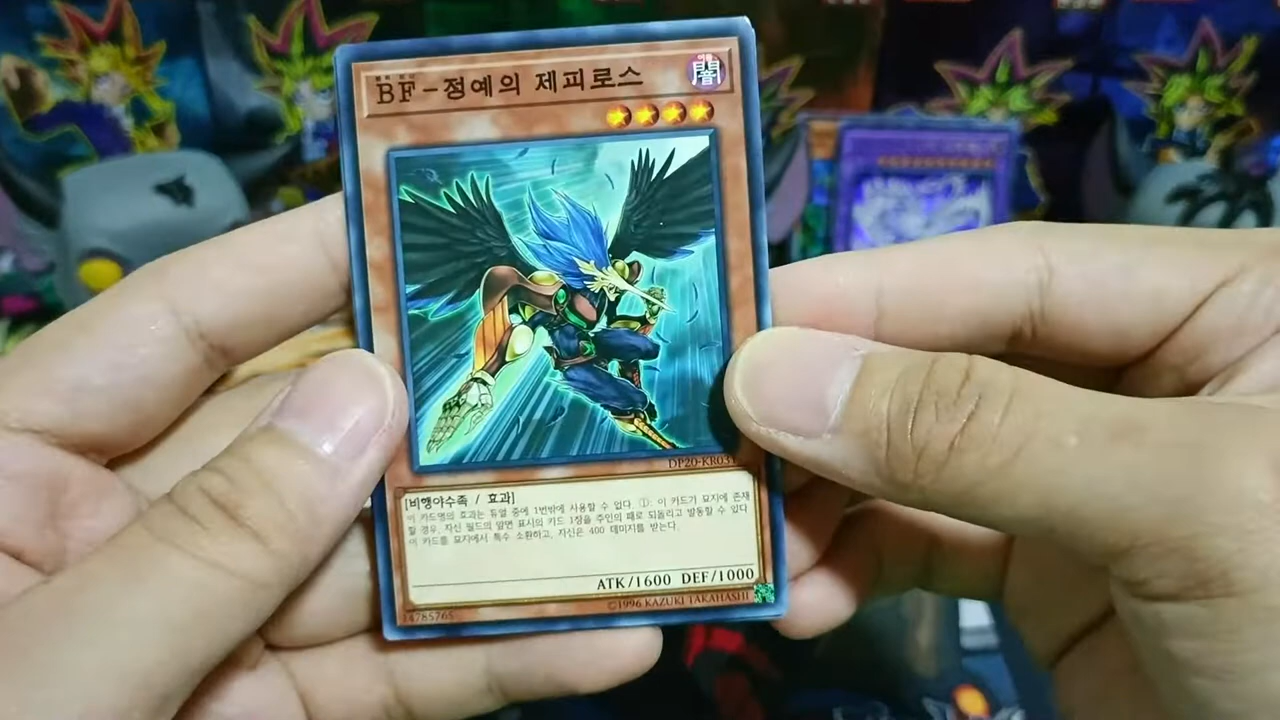 BF-정예의 제피로스
闇
DP20-KR031
[비행야수족 / 효과]
이 카드명의 효과는 듀얼 중에 1번밖에 사용할 수 없다. ①: 이 카드가 묘지에 존재
할 경우, 자신 필드의 앞면 표시의 카드 1장을 주인의 패로 되돌리고 발동할 수 있다.
이 카드를 묘지에서 특수 소환하고, 자신은 400 데미지를 받는다.
ATK/1600 DEF/1000
14785765 ©1996 KAZUKI TAKAHASHI